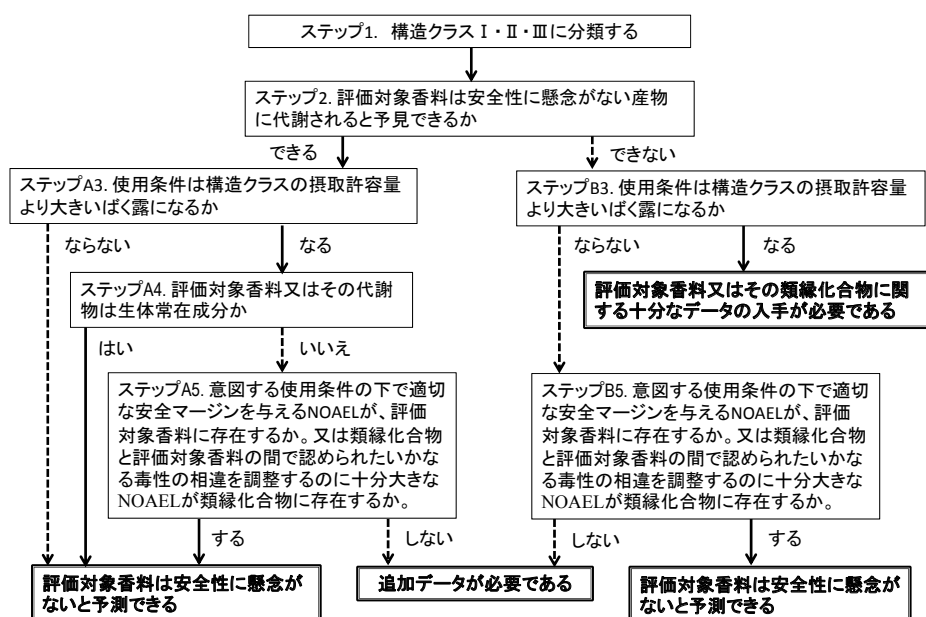 ステップ1. 構造クラスⅠ・Ⅱ・Ⅲに分類する
ステップ2. 評価対象香料は安全性に懸念がない産物
に代謝されると予見できるか
できる
できない
ステップA3. 使用条件は構造クラスの摂取許容量
より大きいばく露になるか
ステップB3. 使用条件は構造クラスの摂取許容量
より大きいばく露になるか
ならない
なる
ならない
なる
ステップA4. 評価対象香料又はその代謝
物は生体常在成分か
評価対象香料又はその類縁化合物に関
する十分なデータの入手が必要である
はい
いいえ
ステップA5. 意図する使用条件の下で適切
な安全マージンを与えるNOAELが、評価
対象香料に存在するか。又は類縁化合物
と評価対象香料の間で認められたいかな
る毒性の相違を調整するのに十分大きな
NOAELが類縁化合物に存在するか。
ステップB5. 意図する使用条件の下で適切
な安全マージンを与えるNOAELが、評価
対象香料に存在するか。又は類縁化合物
と評価対象香料の間で認められたいかな
る毒性の相違を調整するのに十分大きな
NOAELが類縁化合物に存在するか。
する
しない
しない
する
評価対象香料は安全性に懸念が
ないと予測できる
追加データが必要である
評価対象香料は安全性に懸念が
ないと予測できる